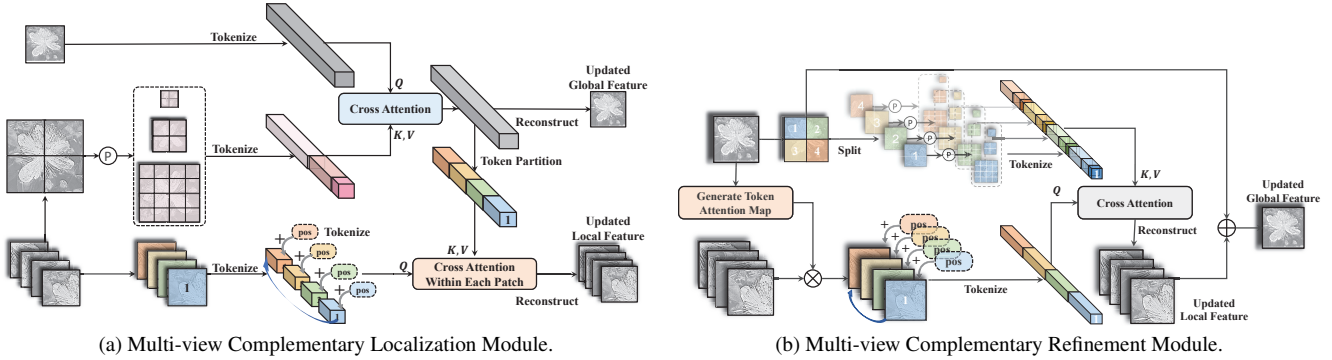 Tokenize
Q
Cross Attention
K,V
Updated
Global Feature
Reconstruct
P
Tokenize
Token Partition
1
Tokenize
pos
pos
pos
pos
+
+
+
+
1
Tokenize
1
Q
K,V
Cross Attention
Within Each Patch
Updated
Local Feature
Reconstruct
(a) Multi-view Complementary Localization Module.
1 2
3 4
Split
4
3
2
1
P
P
P
P
Tokenize
1
K,V
Q
Cross Attention
Generate Token
Attention Map
pos
pos
pos
pos
+
+
+
+
1
Tokenize
1
Reconstruct
Updated
Local Feature
Updated
Global Feature
(b) Multi-view Complementary Refinement Module.